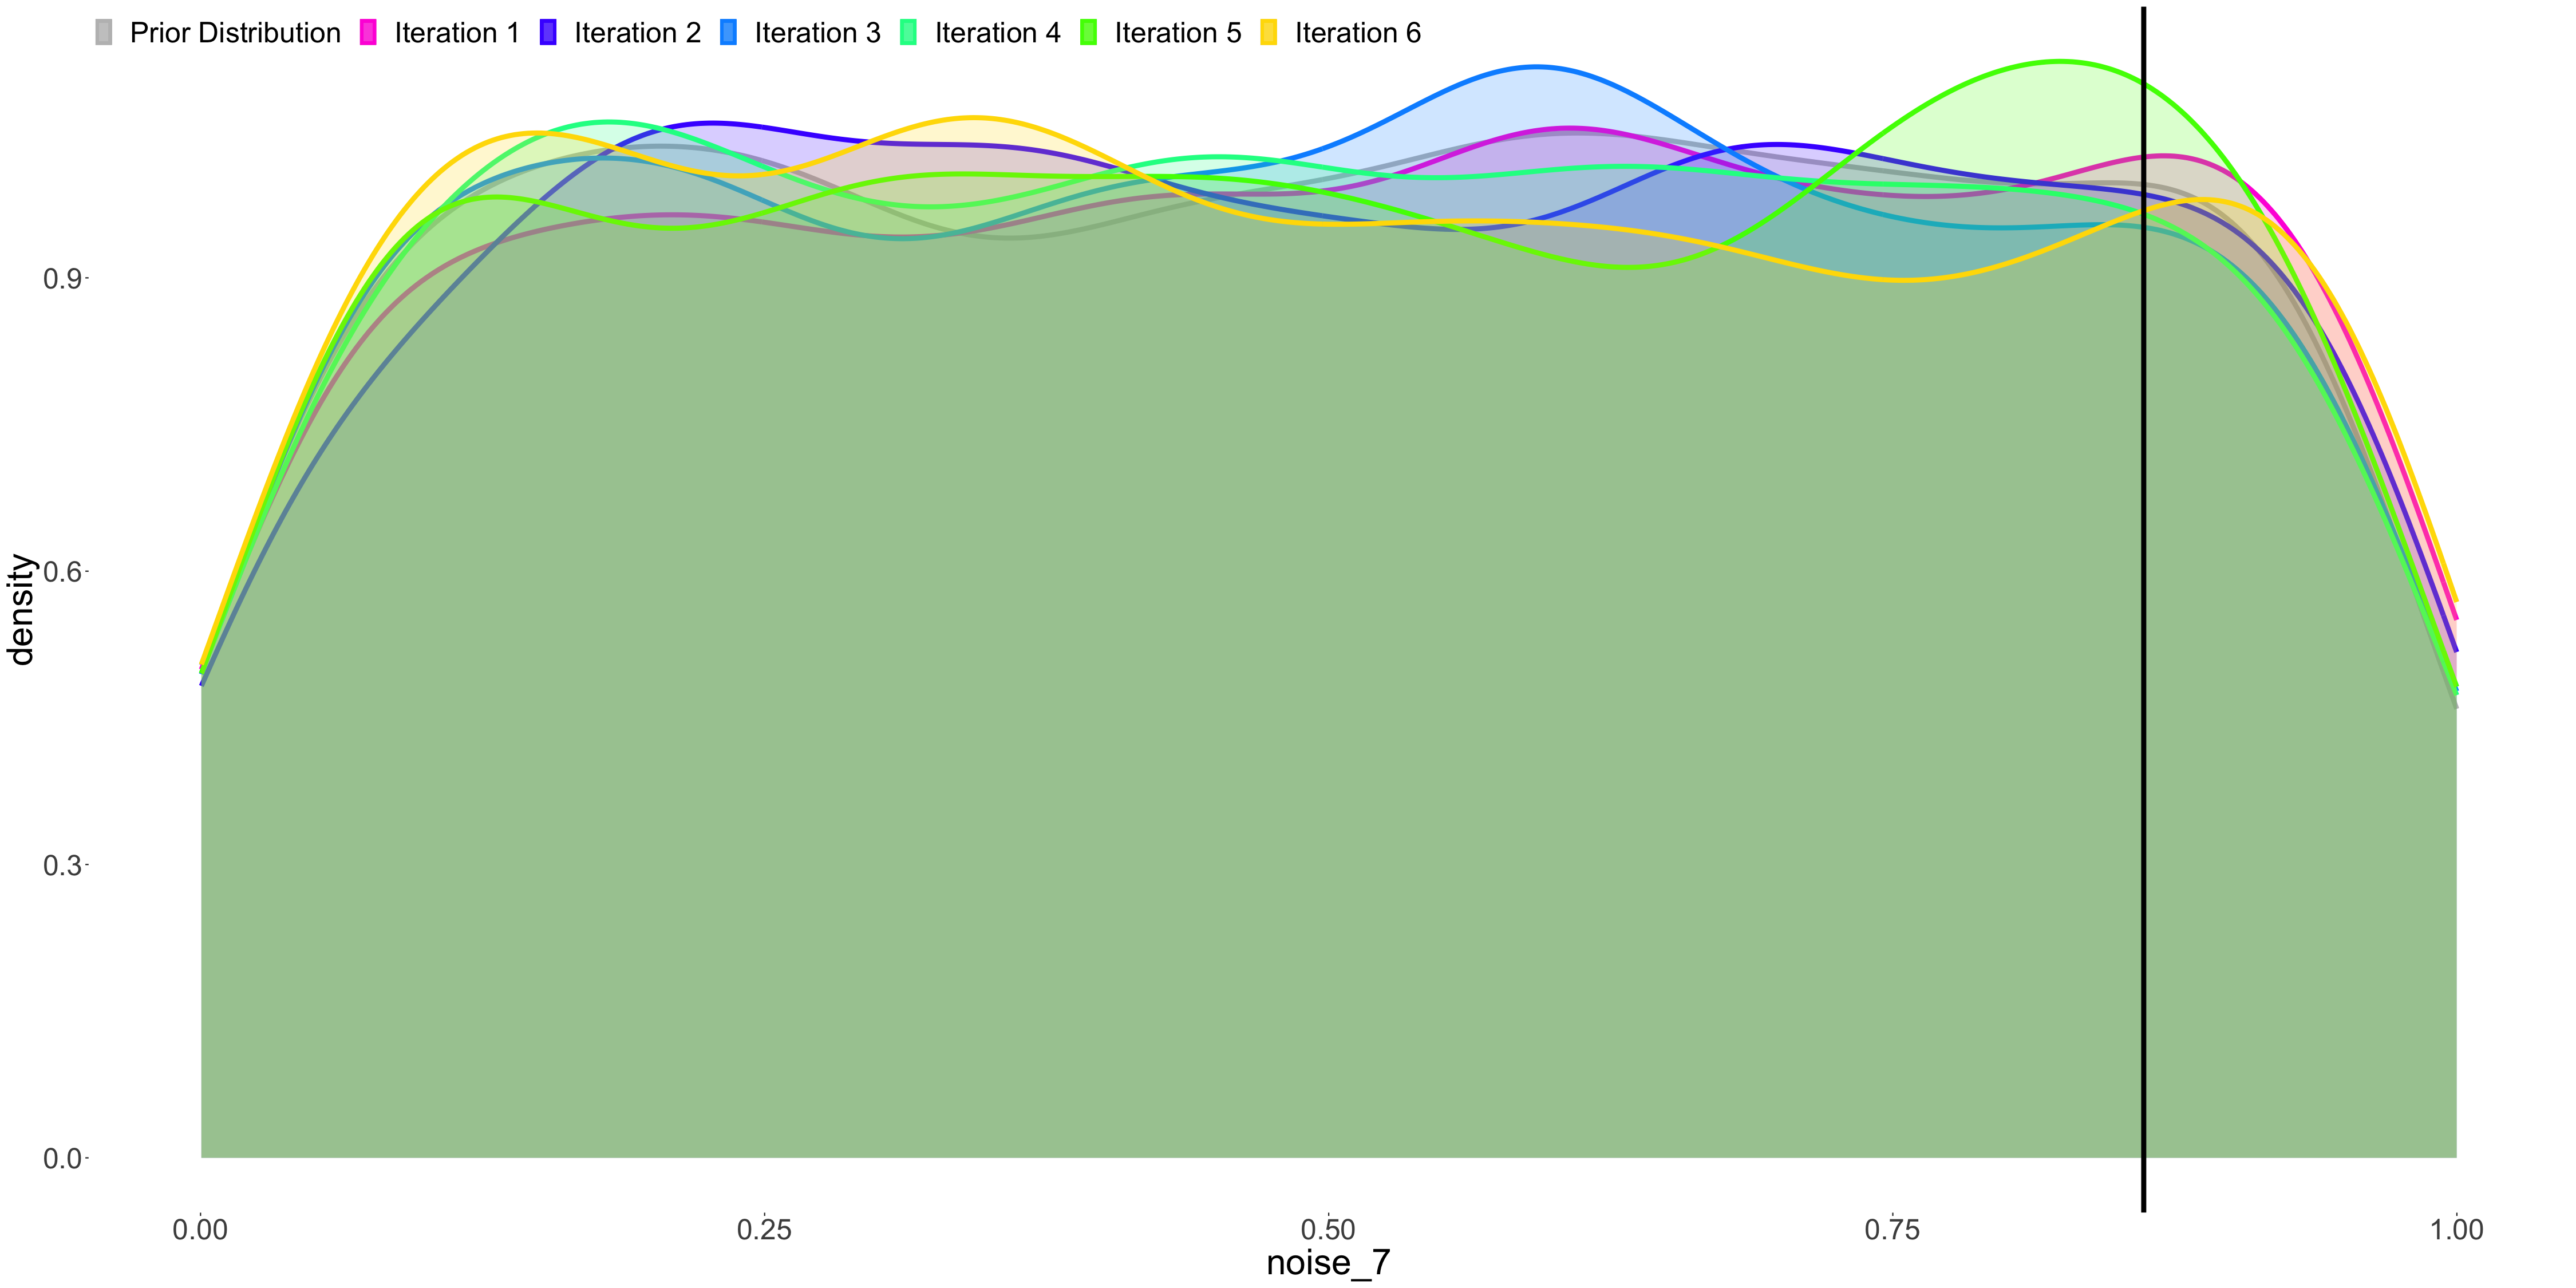 Prior Distribution Iteration 1 Iteration 2 Iteration 3 Iteration 4 Iteration 5 Iteration 6
density
0.9
0.6
0.3
0.0
0.00 0.25 0.50 0.75 1.00
noise_7